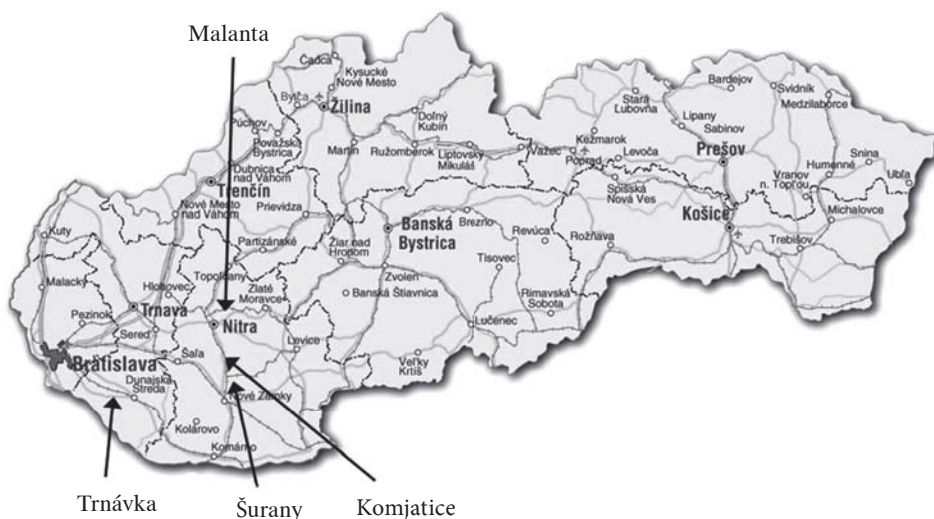 Malanta
Čadca
Kysucké
Nové Mesto
Bytča
Žilina
Púchov
Považská
Bystrica
Dubnica
nad Váhom
Trenčín
Nové Mesto
nad Váhom
Prievidza
Partizánske
Topoľčany
Martin
Dolný
Kubín
Ružomberok
Liptovský
Mikuláš
Važec
Poprad
Kežmarok
Stará
Ľubovňa
Levoča
Spišská
Nová Ves
Lipany
Sabinov
Bardejov
Svidník
Medzilaborce
Prešov
Humenné
Snina
Ubľa
Vranov
n. Topľou
Michalovce
Košice
Trebišov
Rožňava
Revúca
Tisovec
Rimavská
Sobota
Brezno
Banská
Bystrica
Žiar nad
Hronom
Zvolen
Banská Štiavnica
Lučenec
Veľký
Krtíš
Zlaté
Moravce
Levice
Nitra
Kuty
Malacky
Pezinok
Trnava
Hlohovec
Sereď
Bratislava
Šaľa
Dunajská
Streda
Nové Zámky
Kolárovo
Komárno
Trnávka
Šurany
Komjatice